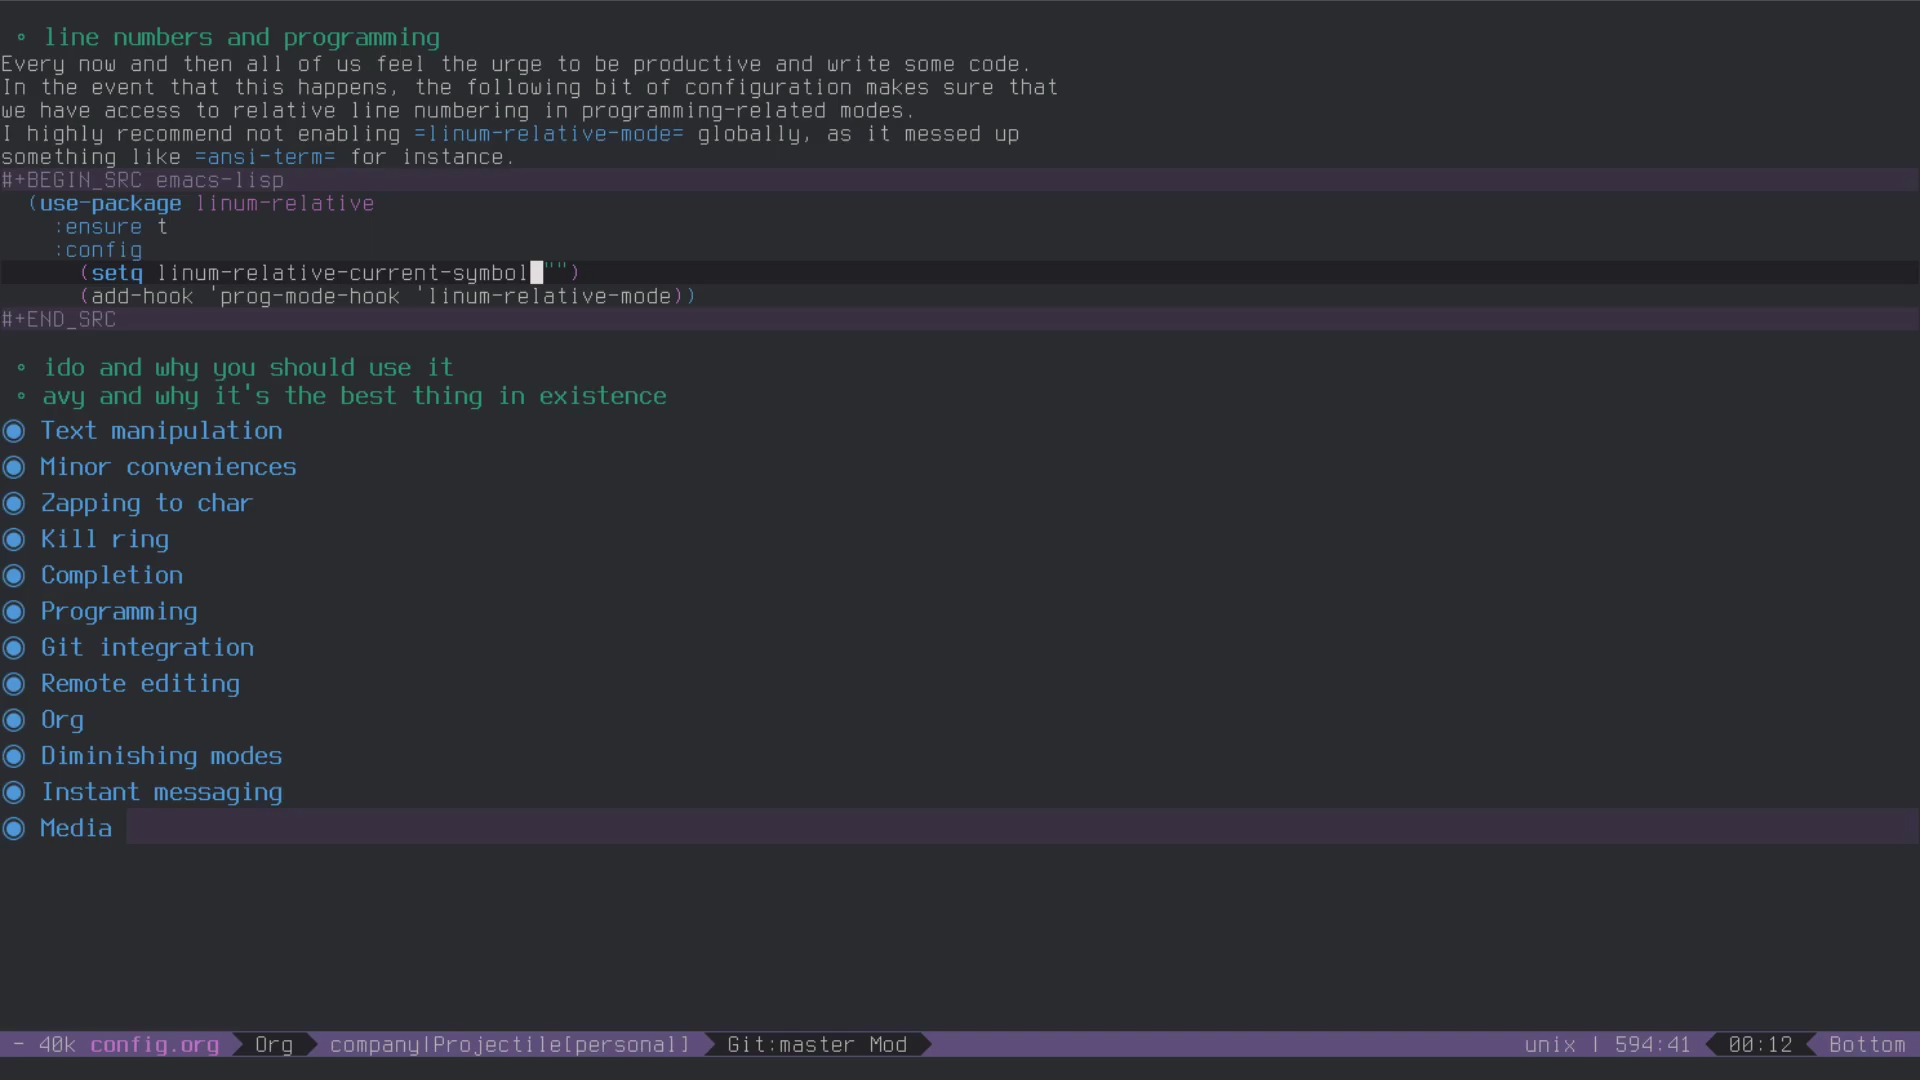 ◦ line numbers and programming
Every now and then all of us feel the urge to be productive and write some code.
In the event that this happens, the following bit of configuration makes sure that
we have access to relative line numbering in programming-related modes.
I highly recommend not enabling =linum-relative-mode= globally, as it messed up
something like =ansi-term= for instance.
#+BEGIN_SRC emacs-lisp
(use-package linum-relative
:ensure t
:config
(setq linum-relative-current-symbol "")
(add-hook 'prog-mode-hook 'linum-relative-mode))
#+END_SRC
◦ ido and why you should use it
◦ avy and why it's the best thing in existence
◉ Text manipulation
◉ Minor conveniences
◉ Zapping to char
◉ Kill ring
◉ Completion
◉ Programming
◉ Git integration
◉ Remote editing
◉ Org
◉ Diminishing modes
◉ Instant messaging
◉ Media
- 40k config.org Org company|Projectile[personal] Git:master Mod unix | 594:41 00:12 Bottom